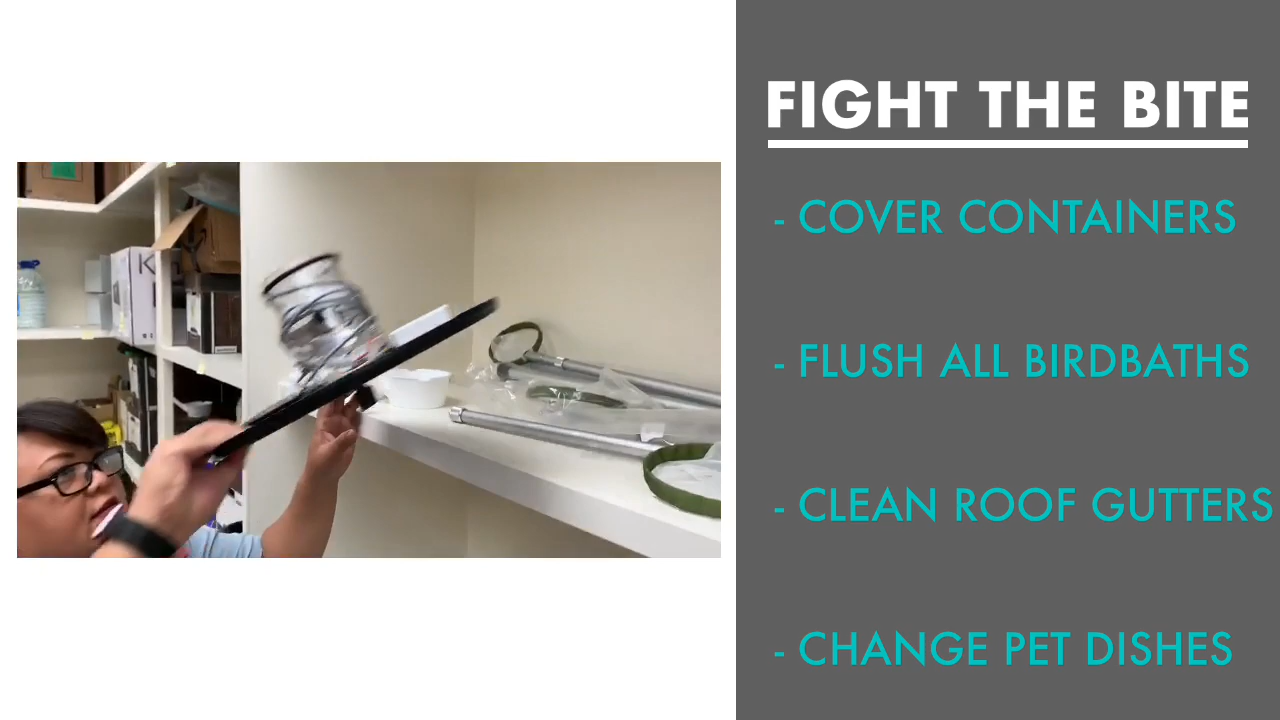 FIGHT THE BITE
- COVER CONTAINERS
- FLUSH ALL BIRDBATHS
- CLEAN ROOF GUTTERS
- CHANGE PET DISHES